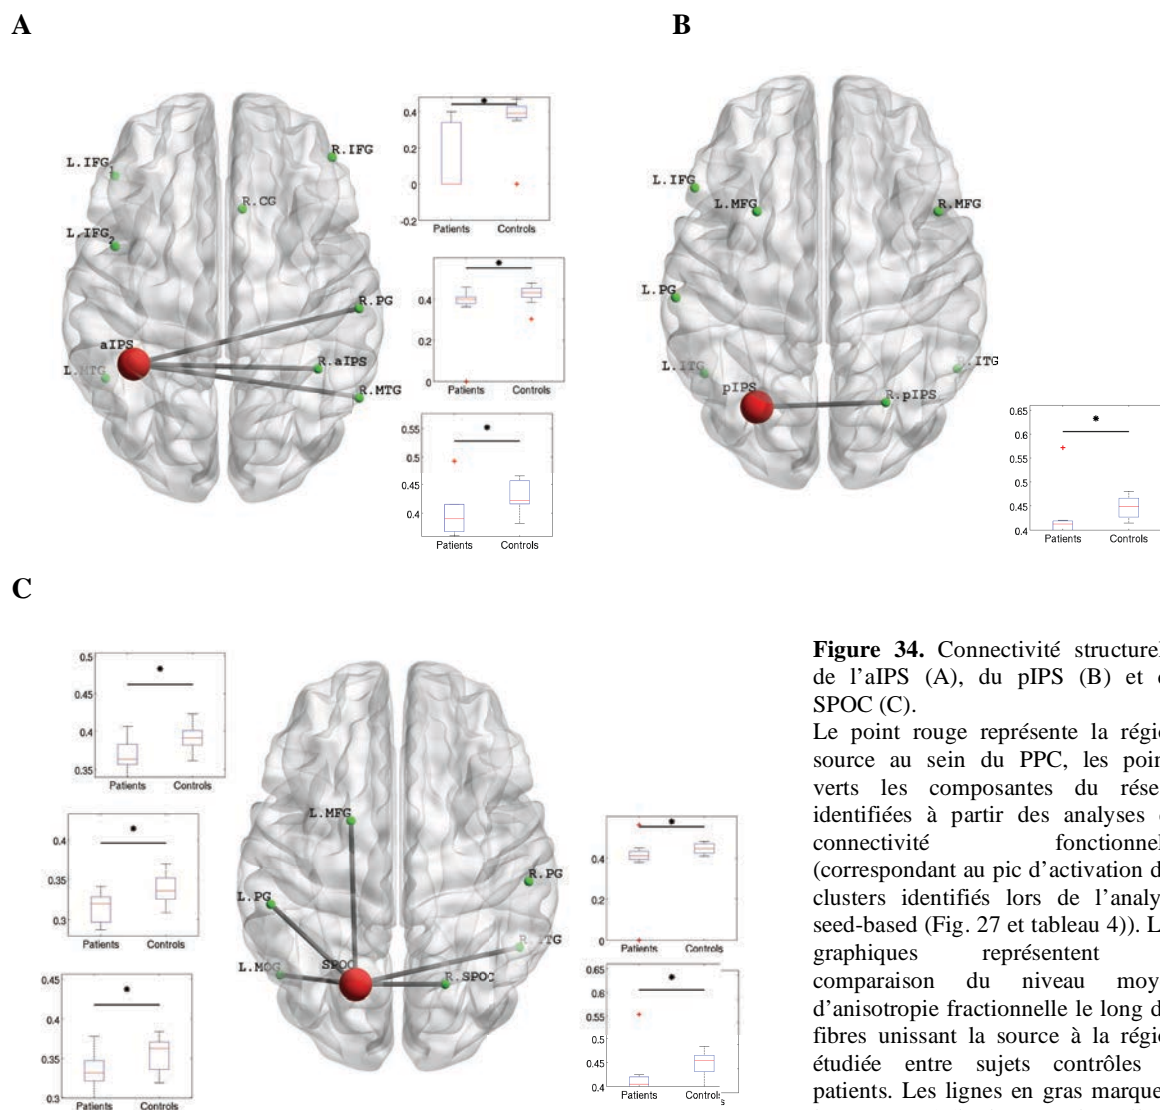 A
B
L.IFG
1
R.IFG
R.CG
L.IFG
2
R.PG
aIPS
R.aIPS
L.MTG
R.MTG
0.4
0.2
0
-0.2
Patients
Controls
0.4
0.2
0
Patients
Controls
0.55
0.5
0.45
0.4
Patients
Controls
L.IFG
L.MFG
R.MFG
L.PG
L.ITG
R.ITG
pIPS
R.pIPS
0.65
0.6
0.55
0.5
0.45
0.4
Patients
Controls
C
0.5
0.45
0.4
0.35
Patients
Controls
0.4
0.35
0.3
Patients
Controls
0.45
0.35
0.3
Patients
Controls
L.MFG
L.PG
R.PG
R.ITG
L.MOG
SPOC
R.SPOC
0.4
0.2
0
Patients
Controls
0.65
0.6
0.55
0.5
0.45
0.4
Patients
Controls
s
Figure 34. Connectivité structurel
de l'aIPS (A), du pIPS (B) et
SPOC (C).
Le point rouge représente la régi
source au sein du PPC, les poin
verts les composantes du rése
identifiées à partir des analyses
connectivité fonctionnel
(correspondant au pic d'activation d
clusters identifiés lors de l'analy
seed-based (Fig. 27 et tableau 4)). L
graphiques représentent
comparaison du niveau moy
d'anisotropie fractionnelle le long d
fibres unissant la source à la régi
étudiée entre sujets contrôles
patients. Les lignes en gras marque